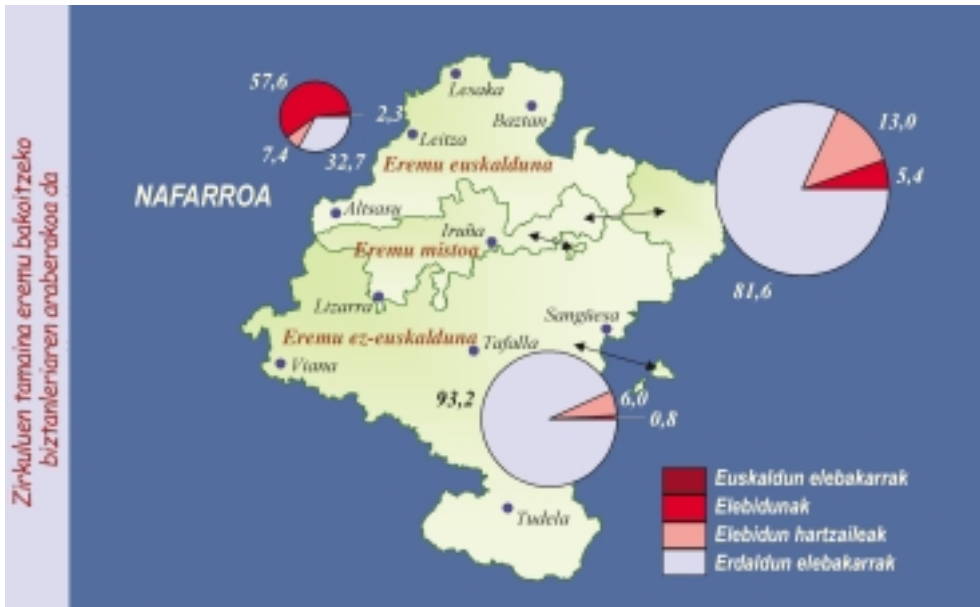 Zirkuluen tamaina eremu bakoitzeko
biztanleriaren araberakoa da
NAFARROA
57,6
2,3
7,4
32,7
Lesaka
Baztan
Leitza
Eremu euskalduna
Altsasu
Iruña
Eremu mistoa
Lizarra
Sangüesa
Eremu ez-euskalduna
Tafalla
Viana
Tudela
13,0
5,4
81,6
93,2
6,0
0,8
Euskaldun elebakarrak
Elebidunak
Elebidun hartzaileak
Erdaldun elebakarrak